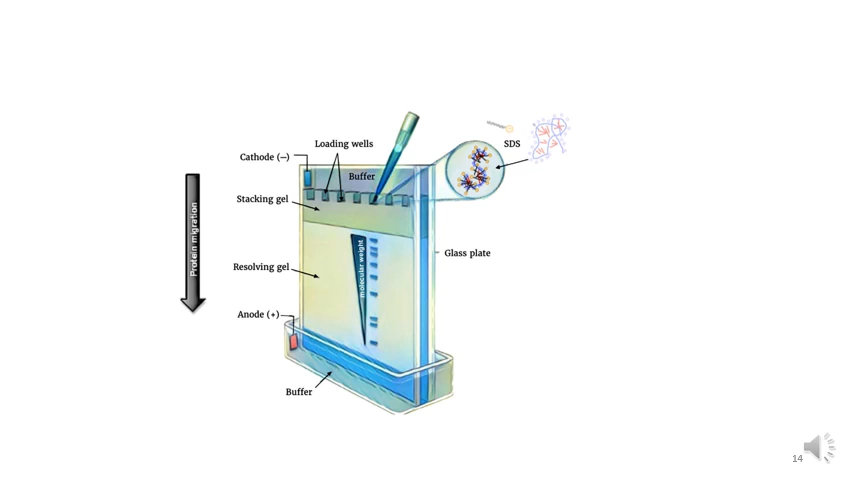 Loading wells
SDS
Cathode (−)
Buffer
Stacking gel
Protein migration
molecular weight
Glass plate
Resolving gel
Anode (+)
Buffer
14